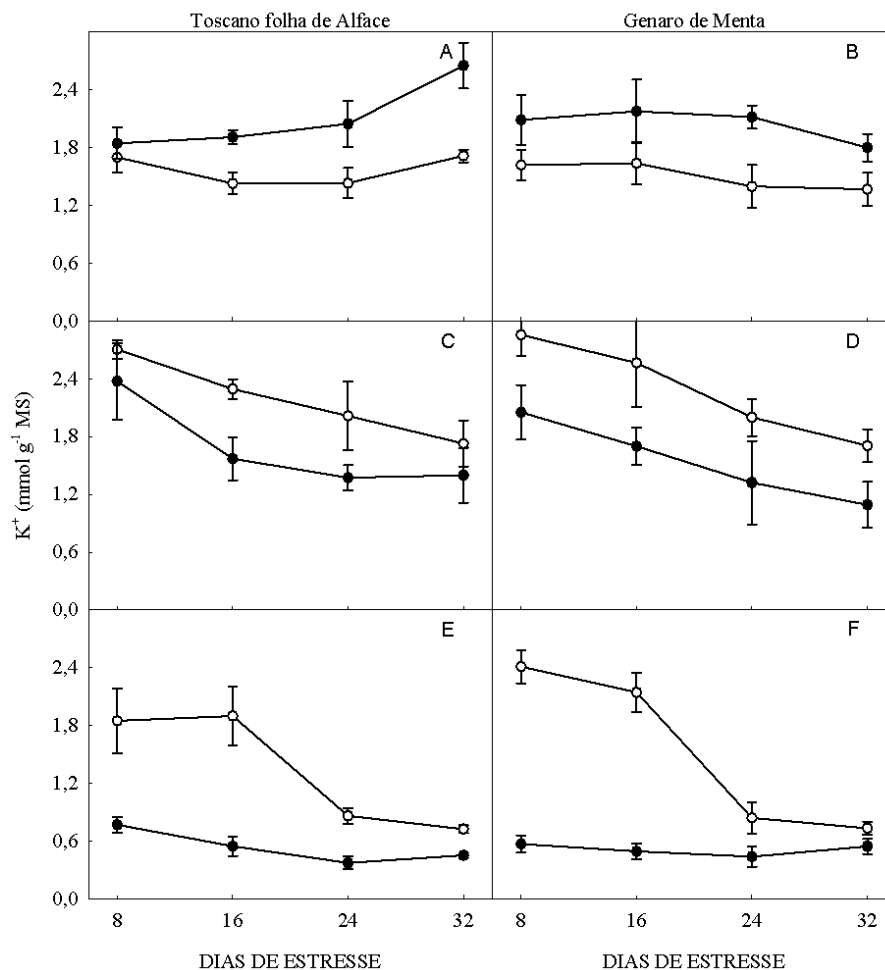 Toscano folha de Alface
Genaro de Menta
A
B
2,4
1,8
1,2
0,6
0,0
C
D
2,4
1,8
1,2
0,6
0,0
K⁺ (mmol g⁻¹ MS)
E
F
2,4
1,8
1,2
0,6
0,0
8 16 24 32
8 16 24 32
DIAS DE ESTRESSE
DIAS DE ESTRESSE